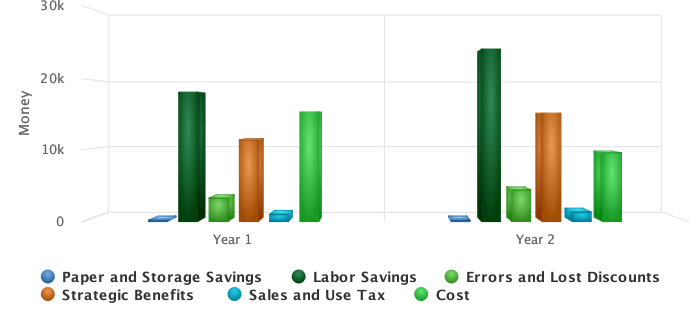 30k
20k
10k
0
Money
Year 1
Year 2
Paper and Storage Savings
Labor Savings
Errors and Lost Discounts
Strategic Benefits
Sales and Use Tax
Cost